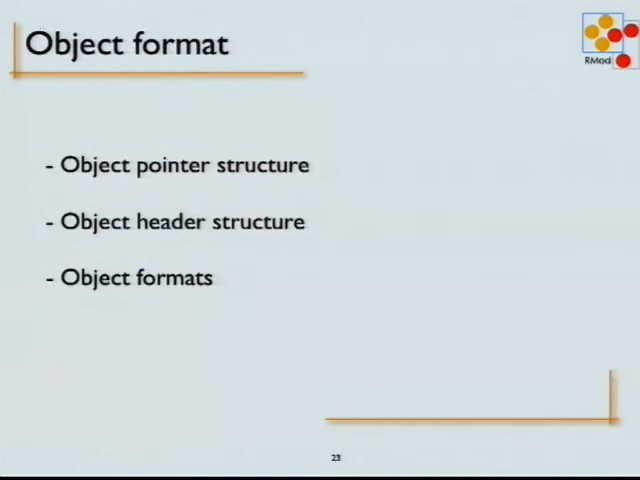 Object format
RMod
- Object pointer structure
- Object header structure
- Object formats
23